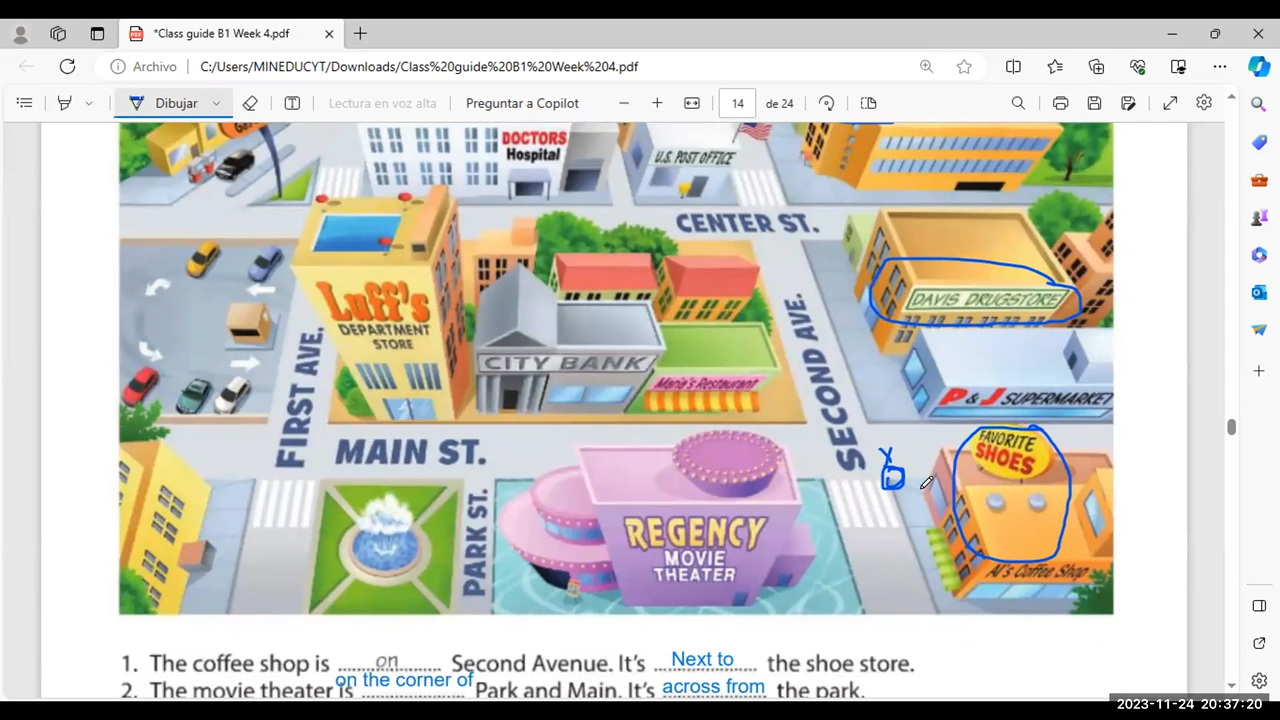 *Class guide B1 Week 4.pdf
Archivo
C:/Users/MINEDUCYT/Downloads/Class%20guide%20B1%20Week%204.pdf
Dibujar
Lectura en voz alta
Preguntar a Copilot
14
de 24
DOCTORS
Hospital
U.S. POST OFFICE
CENTER ST.
Luff's
DEPARTMENT
STORE
DAVIS DRUGSTORE
CITY BANK
Maria's Restaurant
FIRST AVE.
SECOND AVE.
P & J SUPERMARKET
MAIN ST.
FAVORITE
SHOES
X
PARK ST.
REGENCY
MOVIE
THEATER
Al's Coffee Shop
1. The coffee shop is ....on.... Second Avenue. It's Next to the shoe store.
2. The movie theater is on the corner of Park and Main. It's across from the park.
2023-11-24 20:37:20